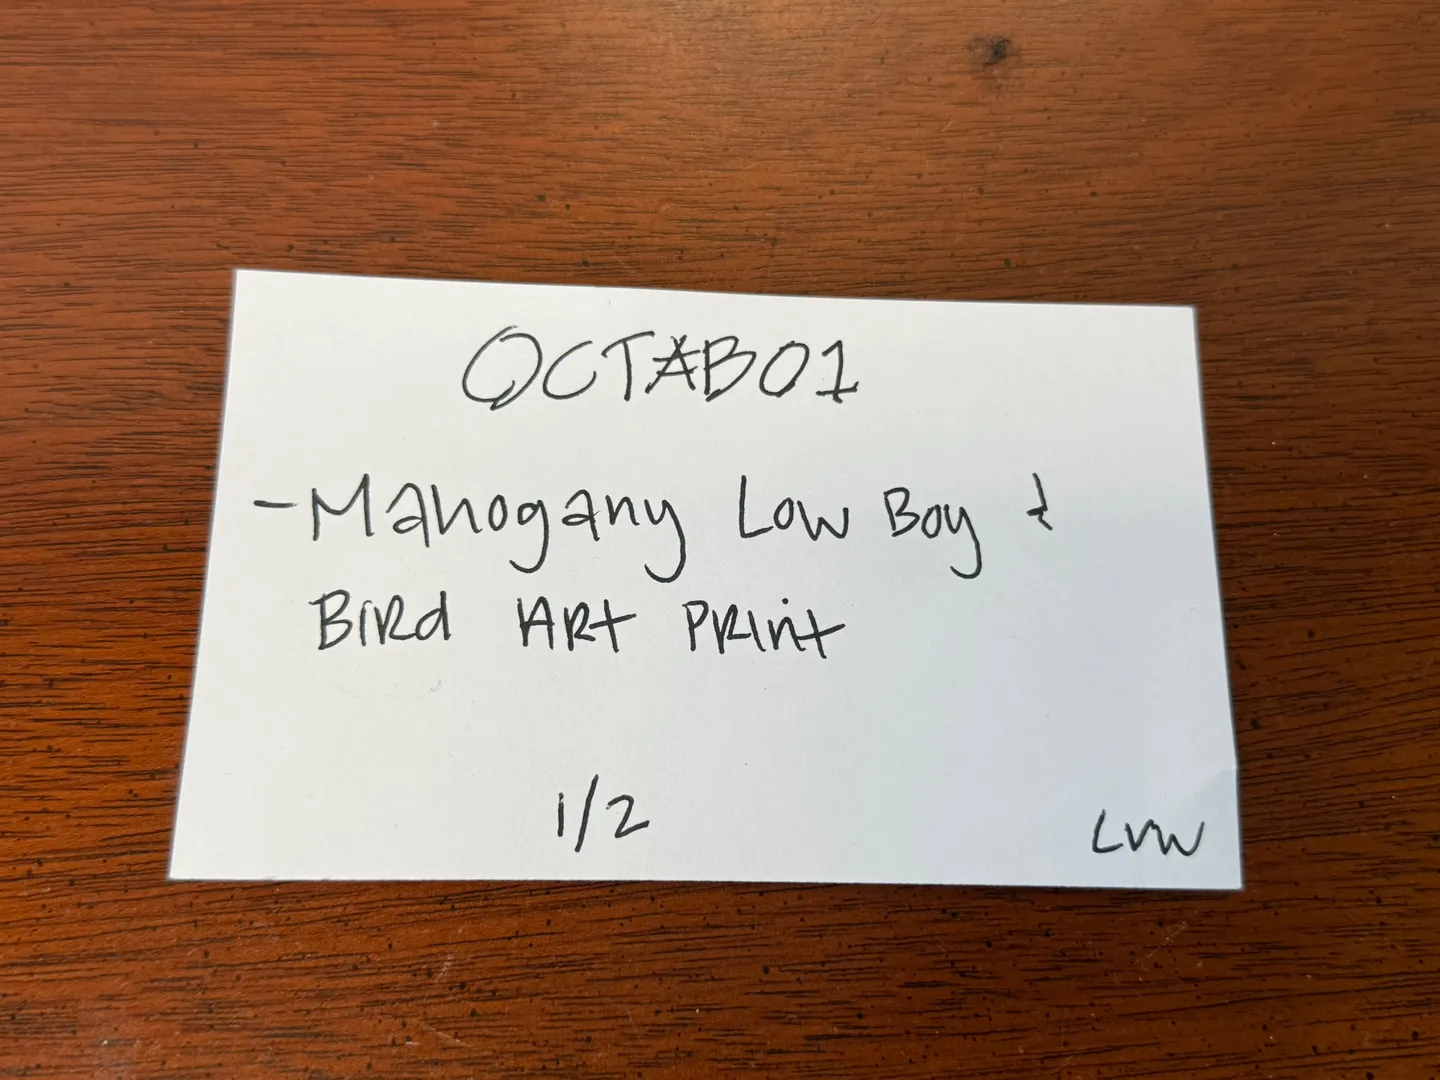 OCTAB01
-Mahogany Low Boy &
Bird Art Print
1/2
LVW